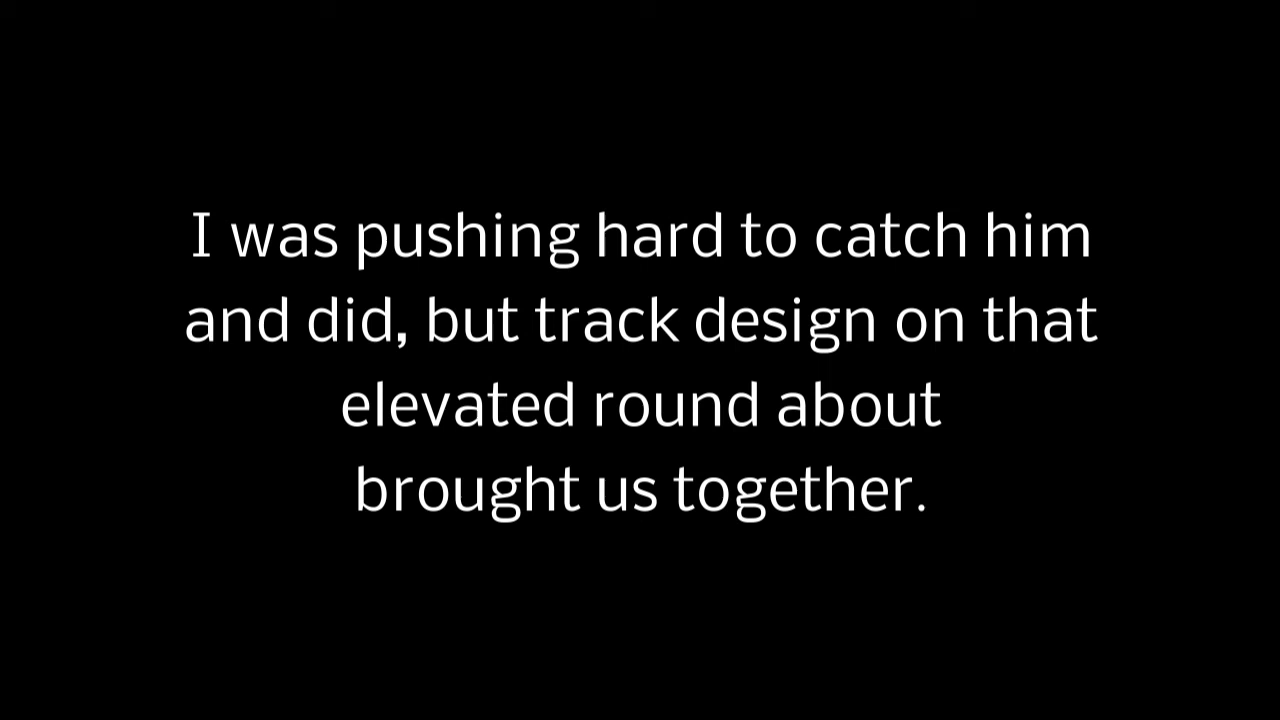 I was pushing hard to catch him
and did, but track design on that
elevated round about
brought us together.